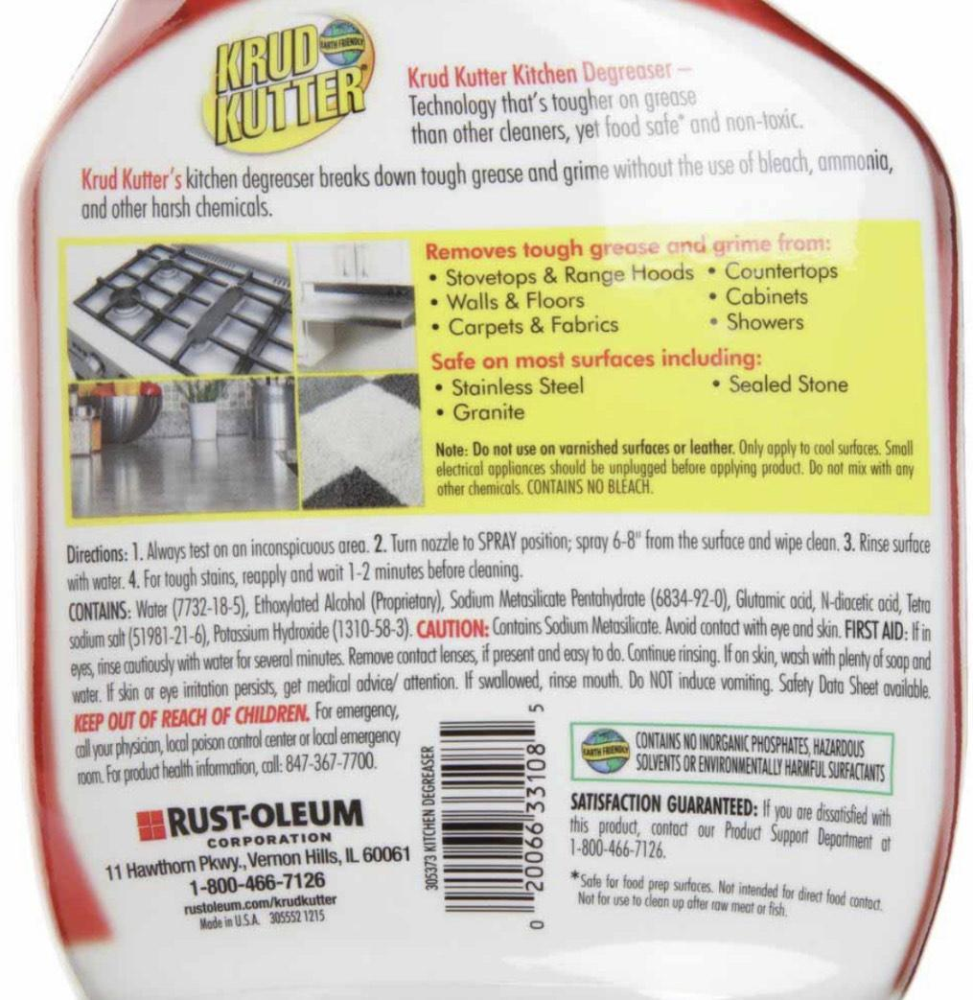 KRUD
KUTTER®
EARTH FRIENDLY
Krud Kutter Kitchen Degreaser –
Technology that's tougher on grease
than other cleaners, yet food safe* and non-toxic.
Krud Kutter's kitchen degreaser breaks down tough grease and grime without the use of bleach, ammonia,
and other harsh chemicals.
Removes tough grease and grime from:
• Stovetops & Range Hoods • Countertops
• Walls & Floors • Cabinets
• Carpets & Fabrics • Showers
Safe on most surfaces including:
• Stainless Steel • Sealed Stone
• Granite
Note: Do not use on varnished surfaces or leather. Only apply to cool surfaces. Small
electrical appliances should be unplugged before applying product. Do not mix with any
other chemicals. CONTAINS NO BLEACH.
Directions: 1. Always test on an inconspicuous area. 2. Turn nozzle to SPRAY position; spray 6-8" from the surface and wipe clean. 3. Rinse surface
with water. 4. For tough stains, reapply and wait 1-2 minutes before cleaning.
CONTAINS: Water (7732-18-5), Ethoxylated Alcohol (Proprietary), Sodium Metasilicate Pentahydrate (6834-92-0), Glutamic acid, N-diacetic acid, Tetra
sodium salt (51981-21-6), Potassium Hydroxide (1310-58-3). CAUTION: Contains Sodium Metasilicate. Avoid contact with eye and skin. FIRST AID: If in
eyes, rinse cautiously with water for several minutes. Remove contact lenses, if present and easy to do. Continue rinsing. If on skin, wash with plenty of soap and
water. If skin or eye irritation persists, get medical advice/ attention. If swallowed, rinse mouth. Do NOT induce vomiting. Safety Data Sheet available.
KEEP OUT OF REACH OF CHILDREN. For emergency,
call your physician, local poison control center or local emergency
room. For product health information, call: 847-367-7700.
RUST-OLEUM
CORPORATION
11 Hawthorn Pkwy., Vernon Hills, IL 60061
1-800-466-7126
rustoleum.com/krudkutter
Made in U.S.A. 305552 1215
305373 KITCHEN DEGREASER
0 20066 33108 5
EARTH FRIENDLY
CONTAINS NO INORGANIC PHOSPHATES, HAZARDOUS
SOLVENTS OR ENVIRONMENTALLY HARMFUL SURFACTANTS
SATISFACTION GUARANTEED: If you are dissatisfied with
this product, contact our Product Support Department at
1-800-466-7126.
*Safe for food prep surfaces. Not intended for direct food contact.
Not for use to clean up after raw meat or fish.